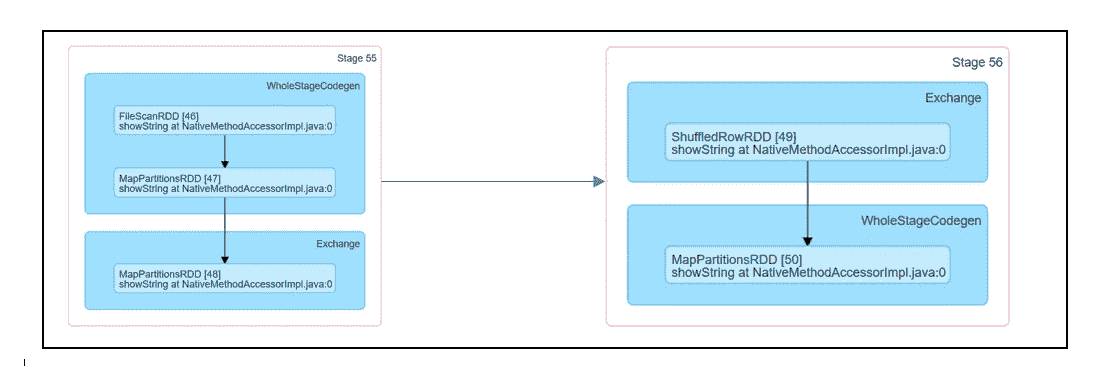 Stage 55
WholeStageCodegen
FileScanRDD [46]
showString at NativeMethodAccessorImpl.java:0
MapPartitionsRDD [47]
showString at NativeMethodAccessorImpl.java:0
Exchange
MapPartitionsRDD [48]
showString at NativeMethodAccessorImpl.java:0
Stage 56
Exchange
ShuffledRowRDD [49]
showString at NativeMethodAccessorImpl.java:0
WholeStageCodegen
MapPartitionsRDD [50]
showString at NativeMethodAccessorImpl.java:0